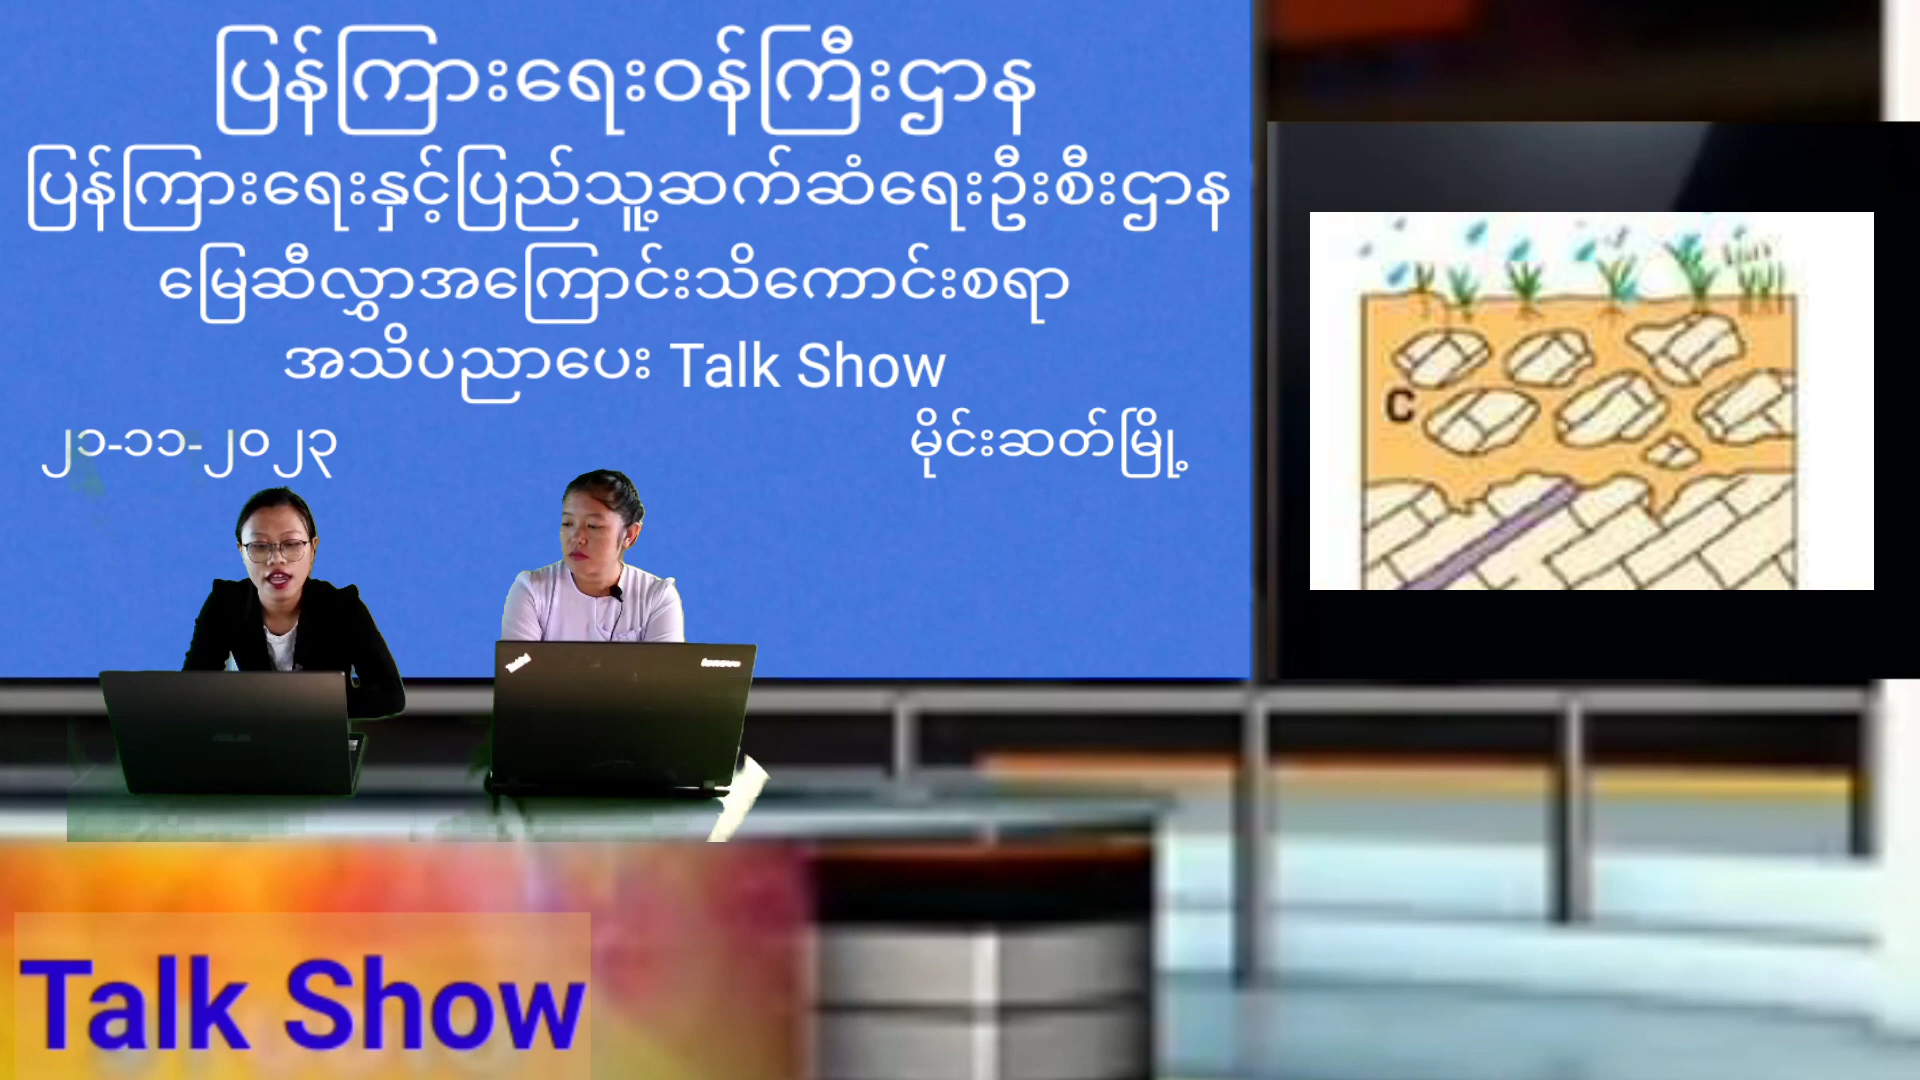 ပြန်ကြားရေးဝန်ကြီးဌာန
ပြန်ကြားရေးနှင့်ပြည်သူ့ဆက်ဆံရေးဦးစီးဌာန
မြေဆီလွှာအကြောင်းသိကောင်းစရာ
အသိပညာပေး Talk Show
၂၁-၁၁-၂၀၂၃
မိုင်းဆတ်မြို့
C
ThinkPad
lenovo
ASUS
Talk Show